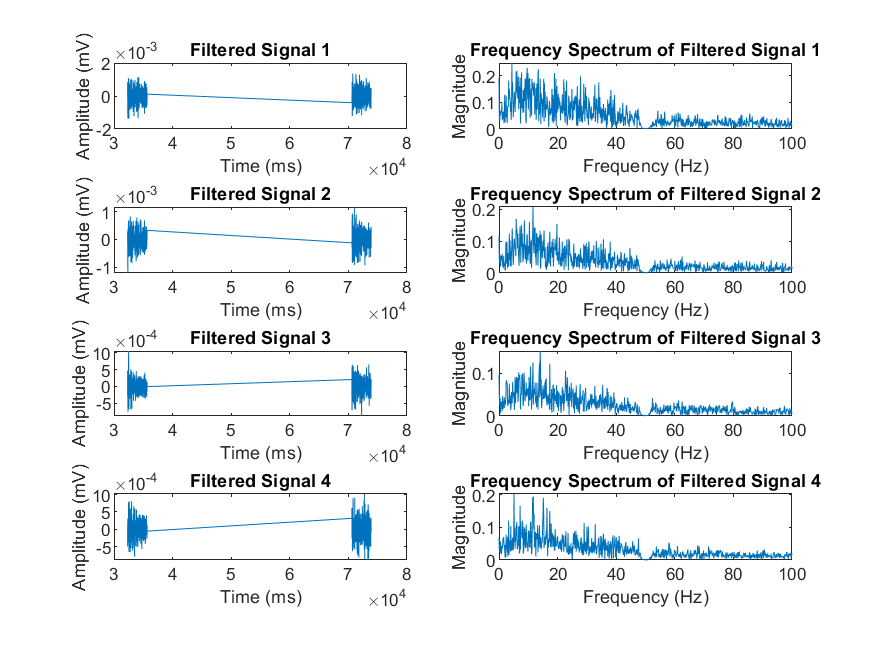 Filtered Signal 1
×10⁻³
Amplitude (mV)
2
0
-2
3 4 5 6 7 8
Time (ms)
×10⁴
Frequency Spectrum of Filtered Signal 1
Magnitude
0.2
0.1
0
0 20 40 60 80 100
Frequency (Hz)
Filtered Signal 2
×10⁻³
Amplitude (mV)
1
0
-1
3 4 5 6 7 8
Time (ms)
×10⁴
Frequency Spectrum of Filtered Signal 2
Magnitude
0.2
0.1
0
0 20 40 60 80 100
Frequency (Hz)
Filtered Signal 3
×10⁻⁴
Amplitude (mV)
10
5
0
-5
3 4 5 6 7 8
Time (ms)
×10⁴
Frequency Spectrum of Filtered Signal 3
Magnitude
0.1
0
0 20 40 60 80 100
Frequency (Hz)
Filtered Signal 4
×10⁻⁴
Amplitude (mV)
10
5
0
-5
3 4 5 6 7 8
Time (ms)
×10⁴
Frequency Spectrum of Filtered Signal 4
Magnitude
0.2
0.1
0
0 20 40 60 80 100
Frequency (Hz)